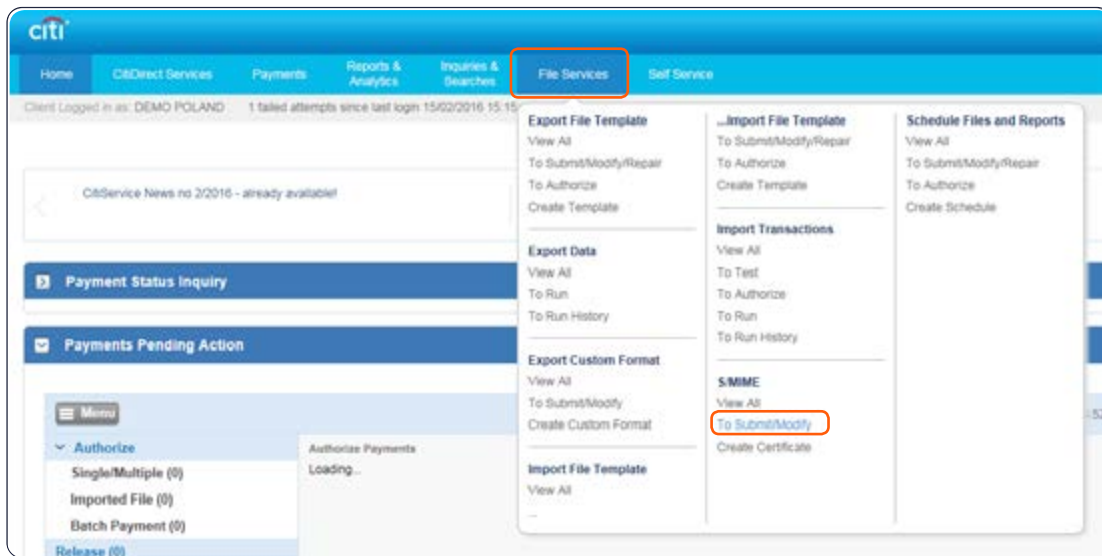 citi
Home
CitiDirect Services
Payments
Reports & Analytics
Inquiries & Searches
File Services
Self Service
Client Logged in as: DEMO POLAND 1 failed attempts since last login 15/02/2016 15:15
CitiService News no 2/2016 - already available!
Payment Status Inquiry
Payments Pending Action
Menu
Authorize
Single/Multiple (0)
Imported File (0)
Batch Payment (0)
Release (0)
Authorize Payments
Loading...
Export File Template
View All
To Submit/Modify/Repair
To Authorize
Create Template
Export Data
View All
To Run
To Run History
Export Custom Format
View All
To Submit/Modify
Create Custom Format
Import File Template
View All
...
...Import File Template
To Submit/Modify/Repair
To Authorize
Create Template
Import Transactions
View All
To Test
To Authorize
To Run
To Run History
S/MIME
View All
To Submit/Modify
Create Certificate
Schedule Files and Reports
View All
To Submit/Modify/Repair
To Authorize
Create Schedule